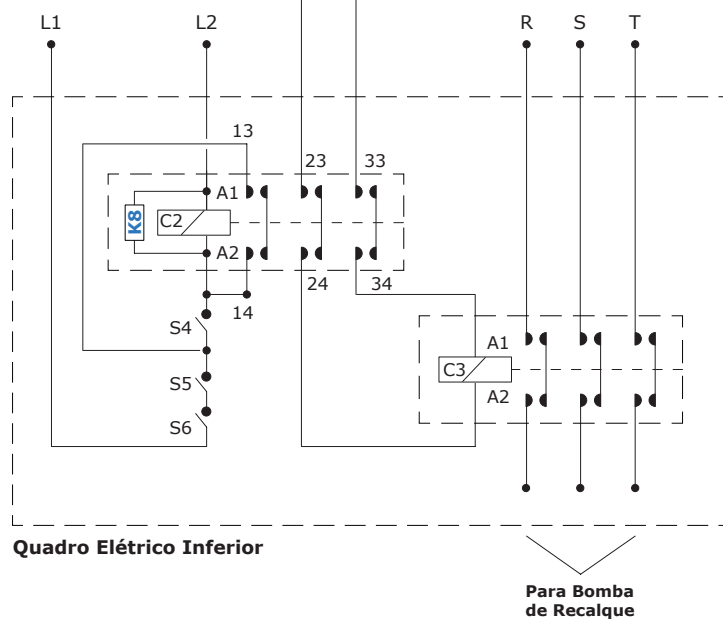 L1
L2
R
S
T
13
23
33
A1
K8
C2
A2
24
34
14
S4
A1
C3
A2
S5
S6
Quadro Elétrico Inferior
Para Bomba
de Recalque